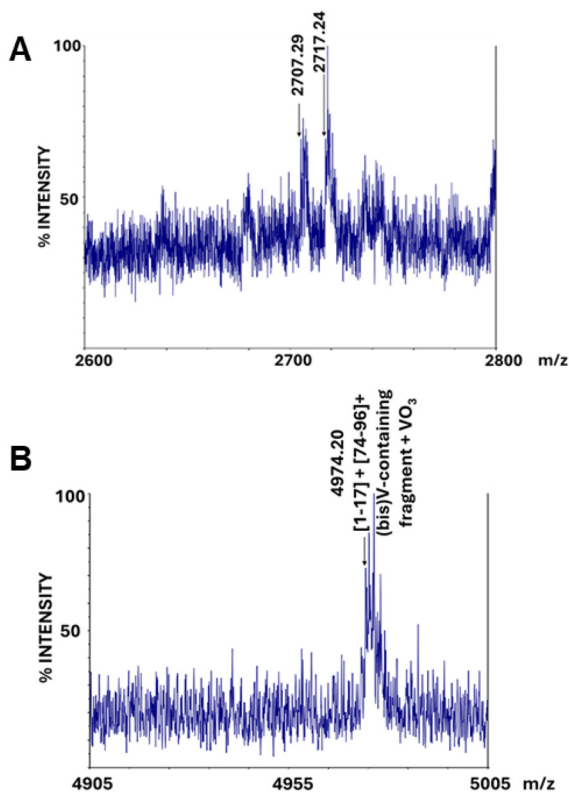 A
100
2707.29
2717.24
% INTENSITY
50
2600
2700
2800
m/z
B
4974.20
[1-17] + [74-96]+
(bis)V-containing
fragment + VO3
100
% INTENSITY
50
4905
4955
5005
m/z